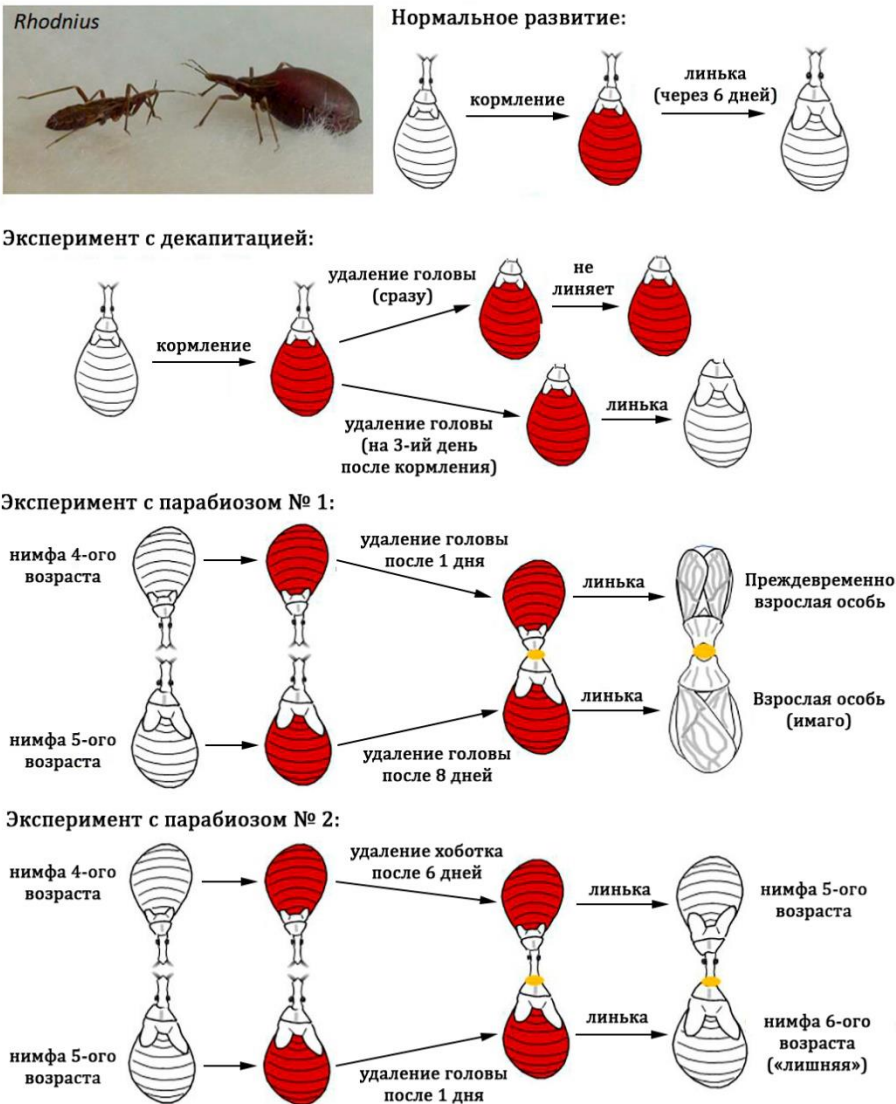 Rhodnius
Нормальное развитие:
кормление
линька
(через 6 дней)
Эксперимент с декапитацией:
кормление
удаление головы
(сразу)
не
линяет
удаление головы
(на 3-ий день
после кормления)
линька
Эксперимент с парабиозом № 1:
нимфа 4-ого
возраста
удаление головы
после 1 дня
линька
Преждевременно
взрослая особь
нимфа 5-ого
возраста
удаление головы
после 8 дней
линька
Взрослая особь
(имаго)
Эксперимент с парабиозом № 2:
нимфа 4-ого
возраста
удаление хоботка
после 6 дней
линька
нимфа 5-ого
возраста
нимфа 5-ого
возраста
удаление головы
после 1 дня
линька
нимфа 6-ого
возраста
(«лишняя»)